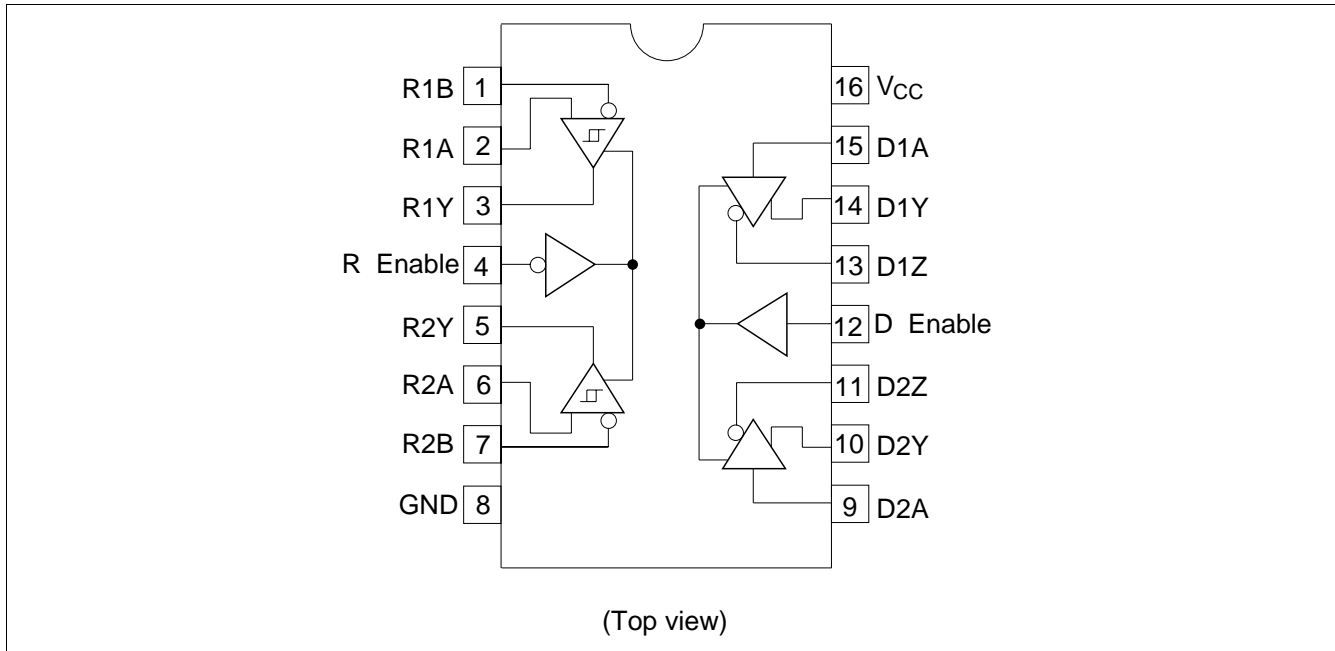 R1B 1
R1A 2
R1Y 3
R Enable 4
R2Y 5
R2A 6
R2B 7
GND 8
16 VCC
15 D1A
14 D1Y
13 D1Z
12 D Enable
11 D2Z
10 D2Y
9 D2A
(Top view)